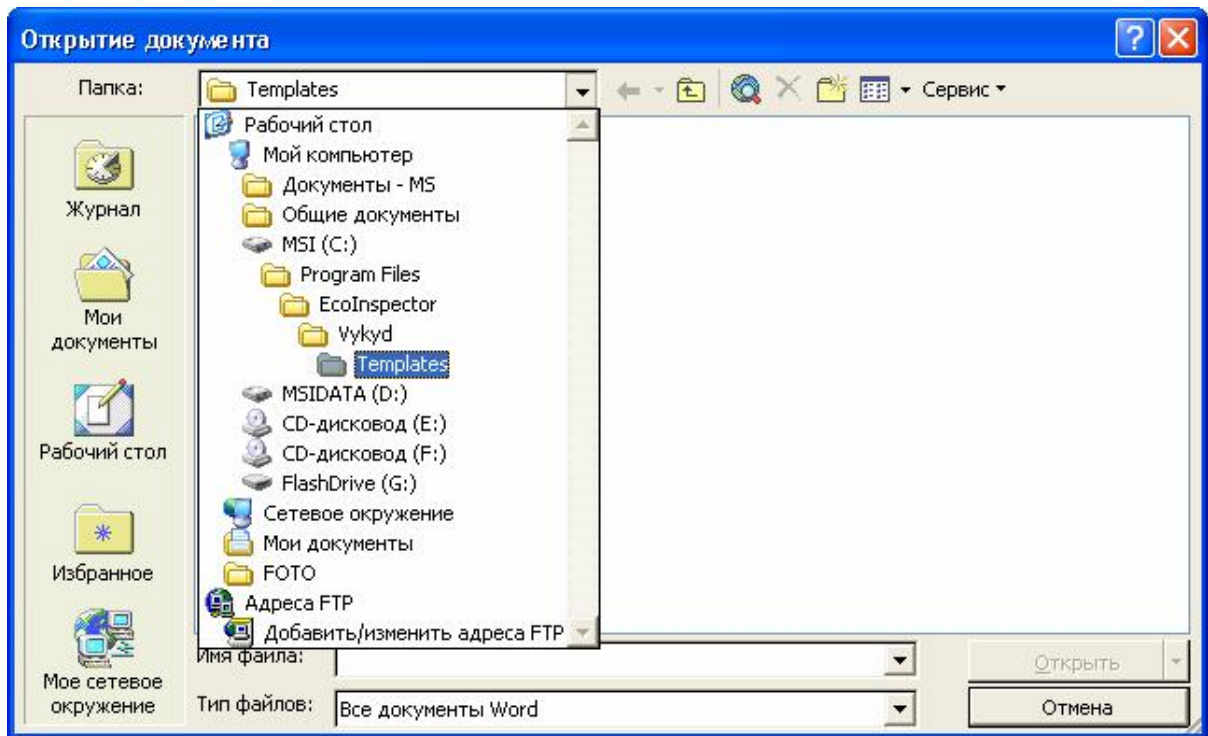 Открытие документа
Папка:
Templates
Сервис
Рабочий стол
Мой компьютер
Документы - MS
Общие документы
MSI (C:)
Program Files
EcoInspector
Vykyd
Templates
MSIDATA (D:)
CD-дисковод (E:)
CD-дисковод (F:)
FlashDrive (G:)
Сетевое окружение
Мои документы
FOTO
Адреса FTP
Добавить/изменить адреса FTP
Журнал
Мои
документы
Рабочий стол
Избранное
Мое сетевое
окружение
Имя файла:
Открыть
Тип файлов:
Все документы Word
Отмена